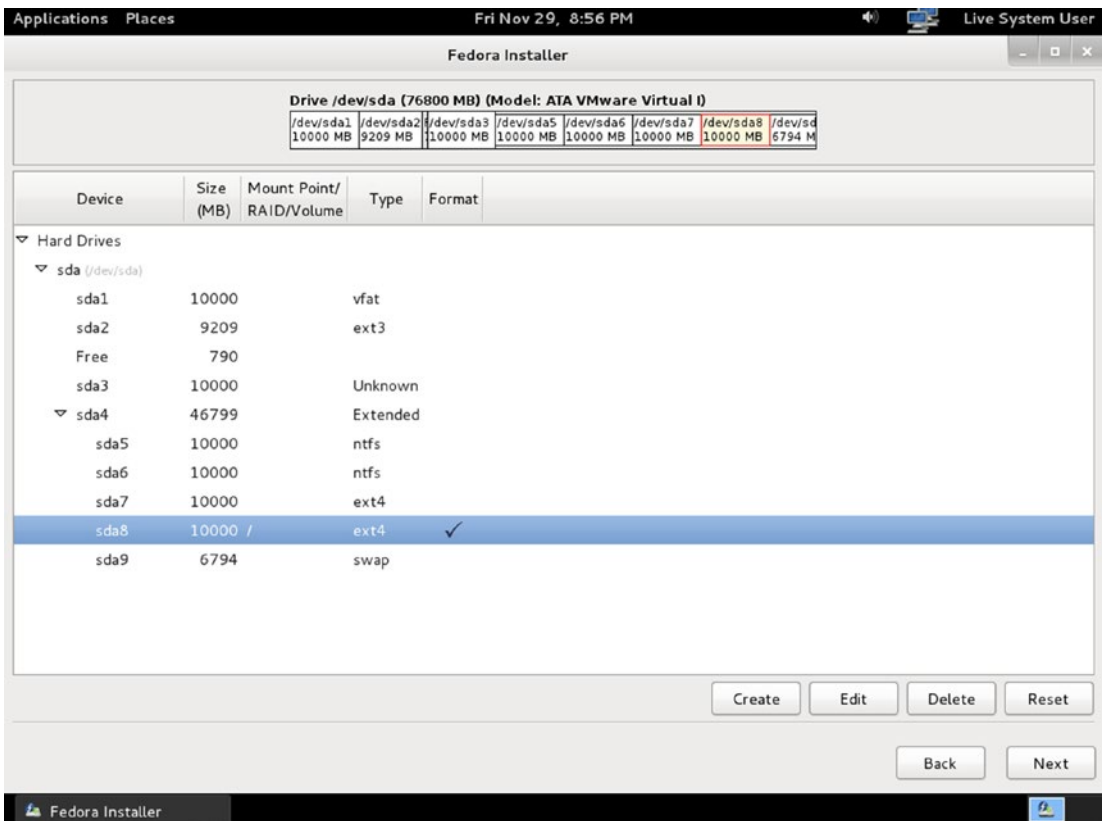 Applications Places Fri Nov 29, 8:56 PM Live System User
Fedora Installer
Drive /dev/sda (76800 MB) (Model: ATA VMware Virtual I)
/dev/sda1 /dev/sda2 /dev/sda3 /dev/sda5 /dev/sda6 /dev/sda7 /dev/sda8 /dev/sd
10000 MB 9209 MB 10000 MB 10000 MB 10000 MB 10000 MB 10000 MB 6794 M
Device Size (MB) Mount Point/ RAID/Volume Type Format
Hard Drives
sda (/dev/sda)
sda1 10000 vfat
sda2 9209 ext3
Free 790
sda3 10000 Unknown
sda4 46799 Extended
sda5 10000 ntfs
sda6 10000 ntfs
sda7 10000 ext4
sda8 10000 / ext4 ✓
sda9 6794 swap
Create Edit Delete Reset
Back Next
Fedora Installer